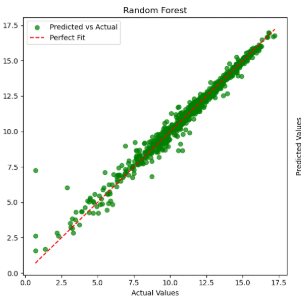 Random Forest
Predicted vs Actual
Perfect Fit
17.5
15.0
12.5
10.0
7.5
5.0
2.5
0.0
Predicted Values
0.0 2.5 5.0 7.5 10.0 12.5 15.0 17.5
Actual Values